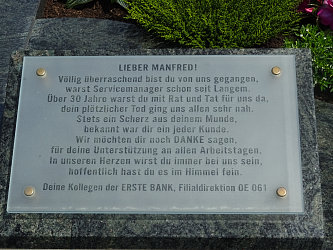 LIEBER MANFRED!
Völlig überraschend bist du von uns gegangen,
warst Servicemanager schon seit Langem.
Über 30 Jahre warst du mit Rat und Tat für uns da,
dein plötzlicher Tod ging uns allen sehr nah.
Stets ein Scherz aus deinem Munde,
bekannt war dir ein jeder Kunde.
Wir möchten dir noch DANKE sagen,
für deine Unterstützung an allen Arbeitstagen.
In unseren Herzen wirst du immer bei uns sein,
hoffentlich hast du es im Himmel fein.
Deine Kollegen der ERSTE BANK, Filialdirektion OE 061